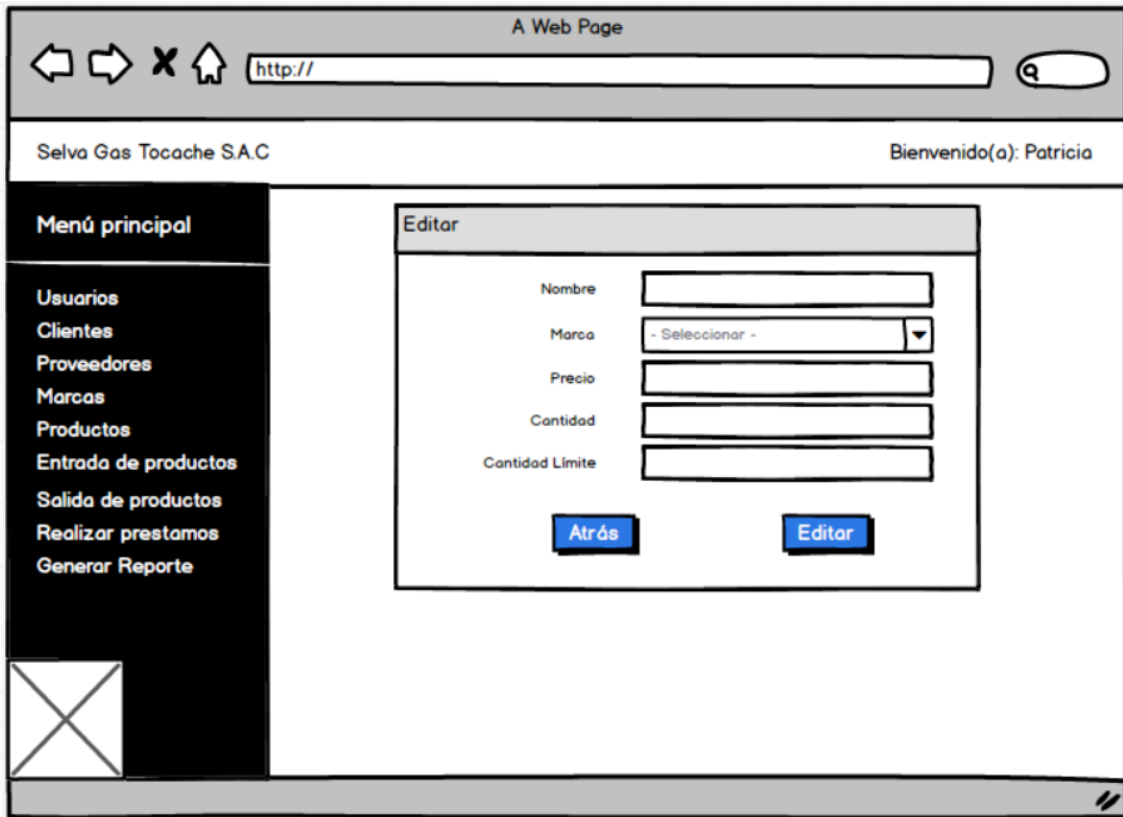 A Web Page
http://
Selva Gas Tocache S.A.C
Bienvenido(a): Patricia
Menú principal
Usuarios
Clientes
Proveedores
Marcas
Productos
Entrada de productos
Salida de productos
Realizar prestamos
Generar Reporte
Editar
Nombre
Marca
- Seleccionar -
Precio
Cantidad
Cantidad Límite
Atrás
Editar